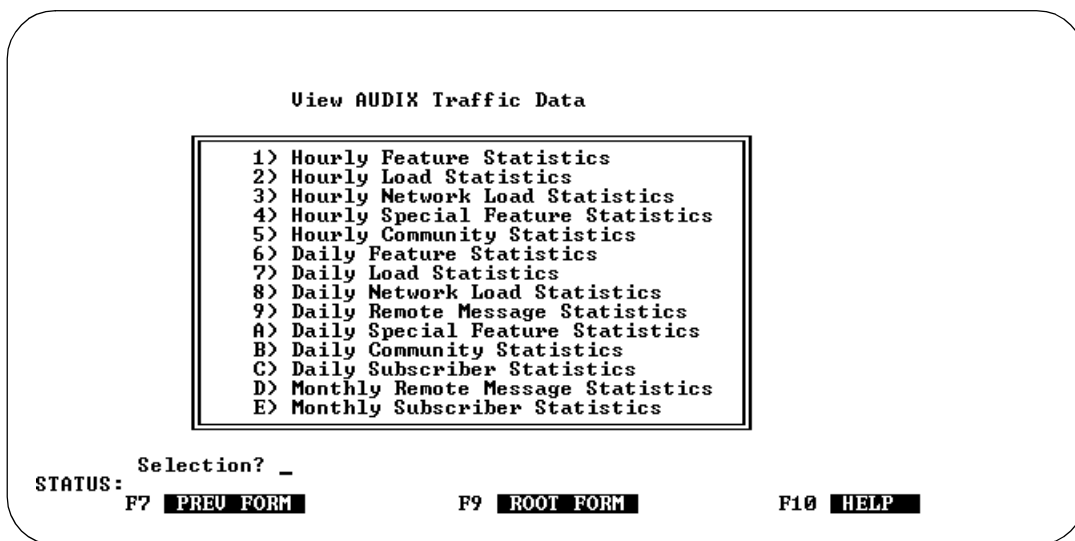 View AUDIX Traffic Data
1) Hourly Feature Statistics
2) Hourly Load Statistics
3) Hourly Network Load Statistics
4) Hourly Special Feature Statistics
5) Hourly Community Statistics
6) Daily Feature Statistics
7) Daily Load Statistics
8) Daily Network Load Statistics
9) Daily Remote Message Statistics
A) Daily Special Feature Statistics
B) Daily Community Statistics
C) Daily Subscriber Statistics
D) Monthly Remote Message Statistics
E) Monthly Subscriber Statistics
Selection? _
STATUS:
F7 PREV FORM F9 ROOT FORM F10 HELP